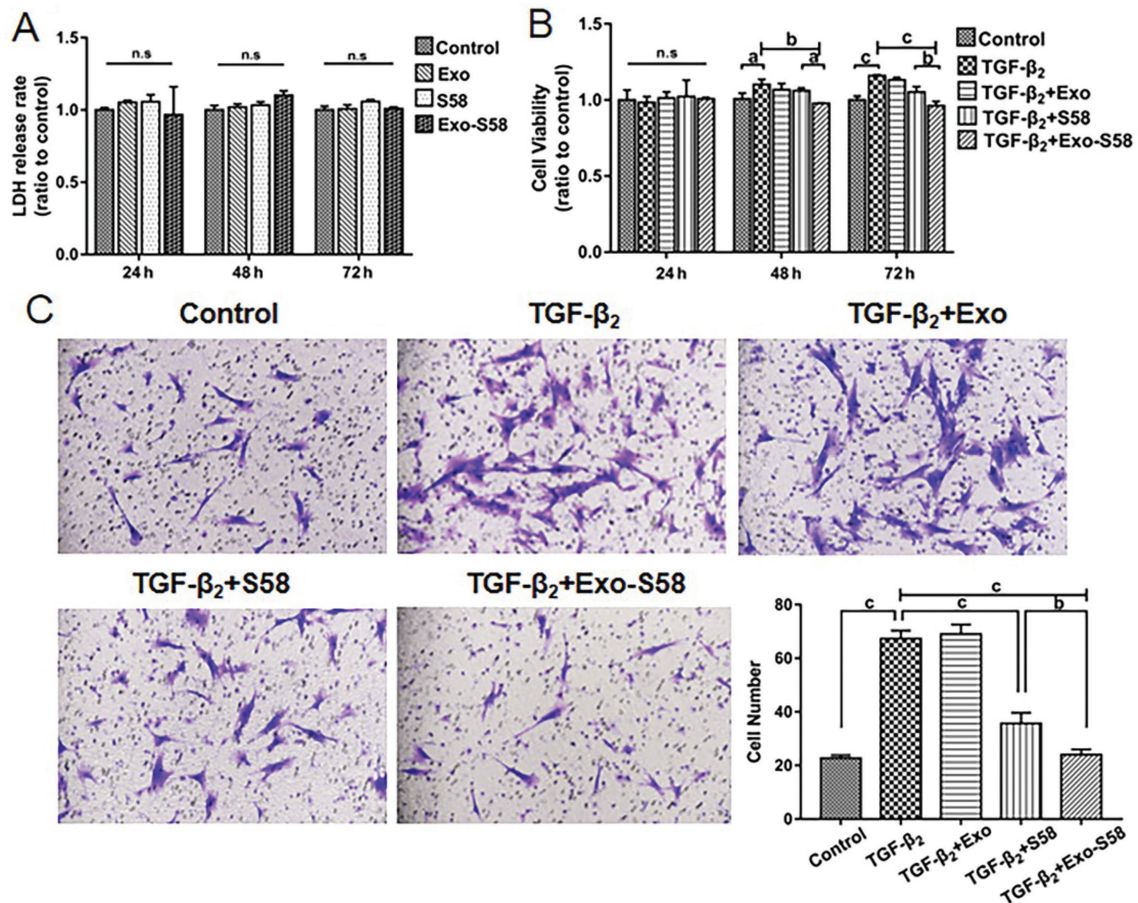 A
LDH release rate
(ratio to control)
1.5
1.0
0.5
0.0
n.s
n.s
n.s
24 h
48 h
72 h
Control
Exo
S58
Exo-S58
B
Cell Viability
(ratio to control)
1.5
1.0
0.5
0.0
n.s
a
b
a
c
c
b
24 h
48 h
72 h
Control
TGF-β₂
TGF-β₂+Exo
TGF-β₂+S58
TGF-β₂+Exo-S58
C
Control
TGF-β₂
TGF-β₂+Exo
TGF-β₂+S58
TGF-β₂+Exo-S58
Cell Number
80
60
40
20
0
c
c
c
b
Control
TGF-β₂
TGF-β₂+Exo
TGF-β₂+S58
TGF-β₂+Exo-S58